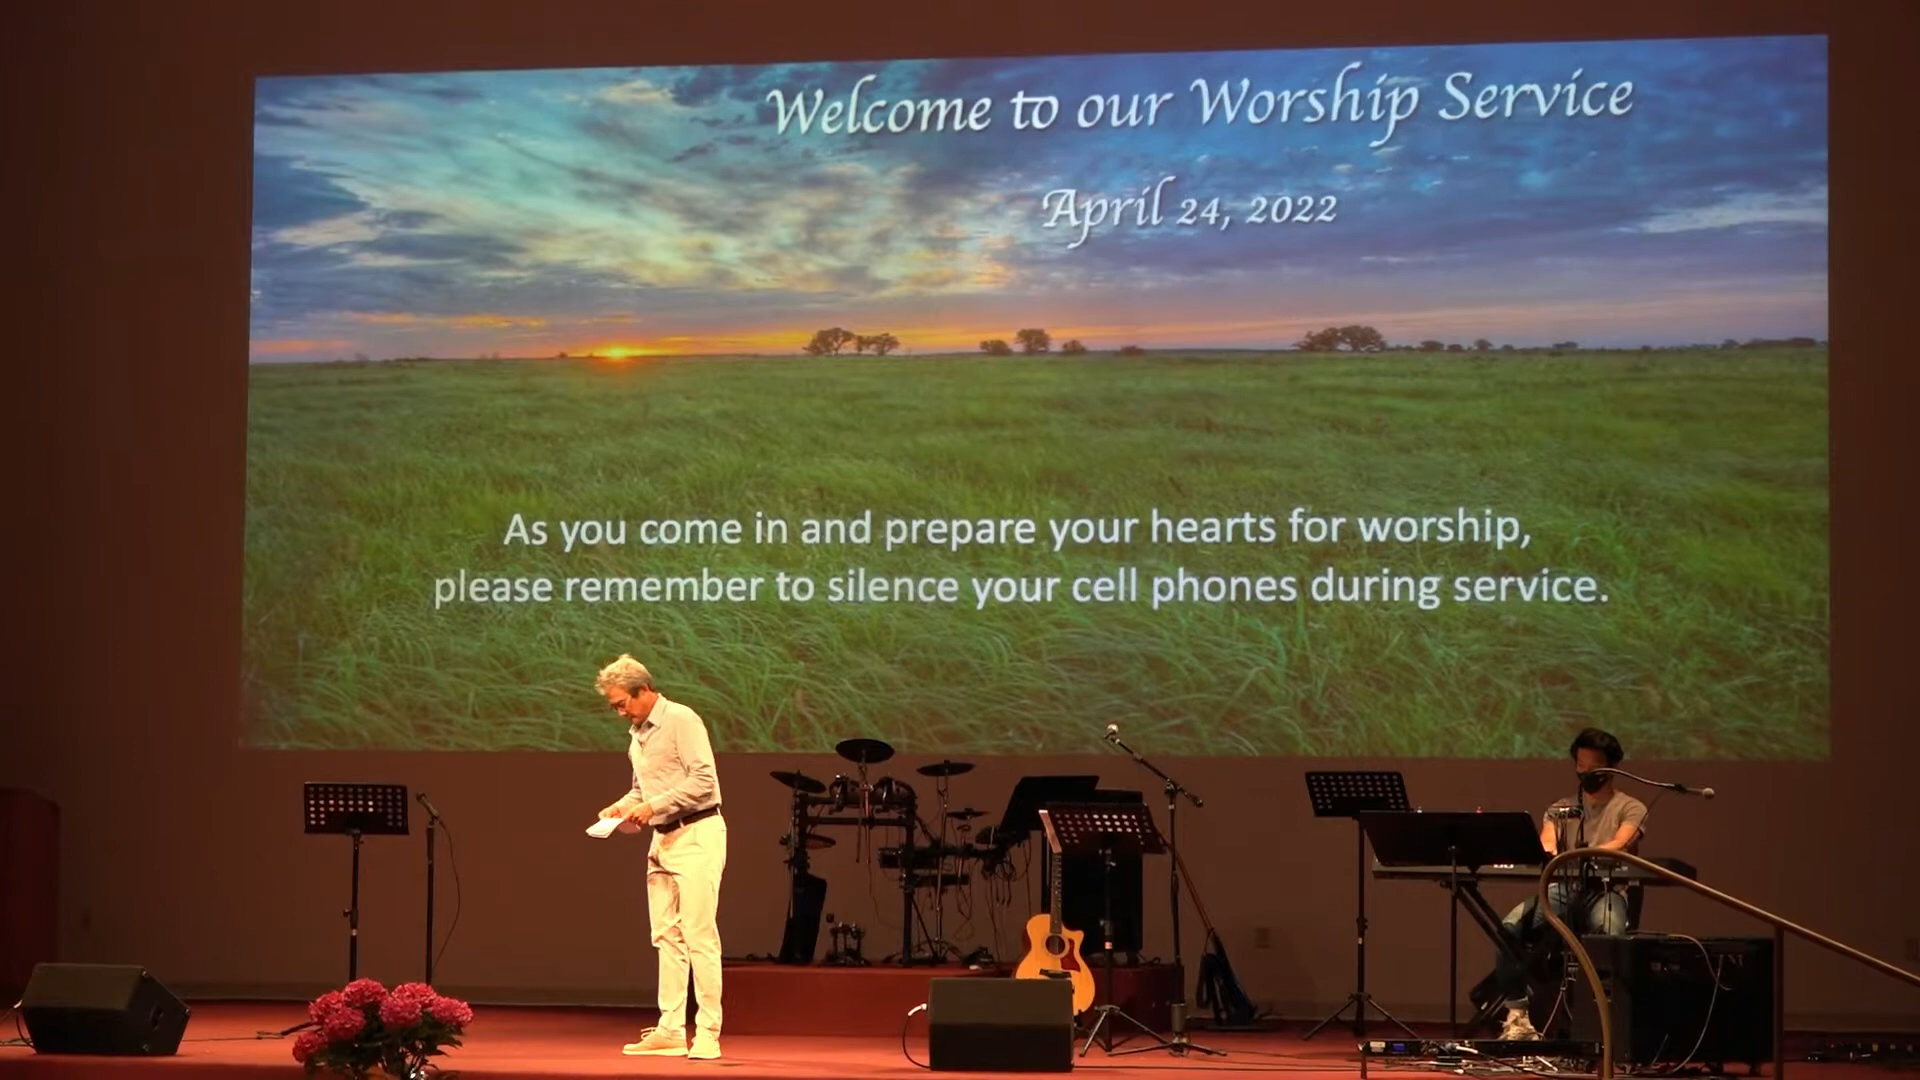 Welcome to our Worship Service
April 24, 2022
As you come in and prepare your hearts for worship,
please remember to silence your cell phones during service.